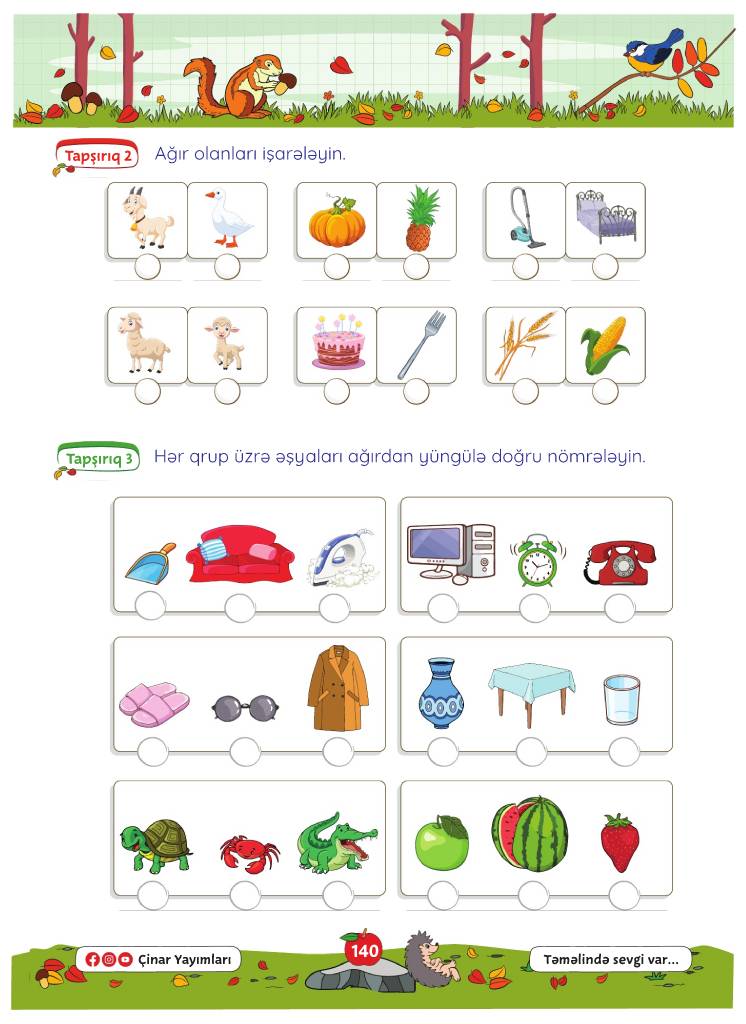 Tapşırıq 2
Ağır olanları işarələyin.
Tapşırıq 3
Hər qrup üzrə əşyaları ağırdan yüngülə doğru nömrələyin.
Çinar Yayımları
140
Təməlində sevgi var...